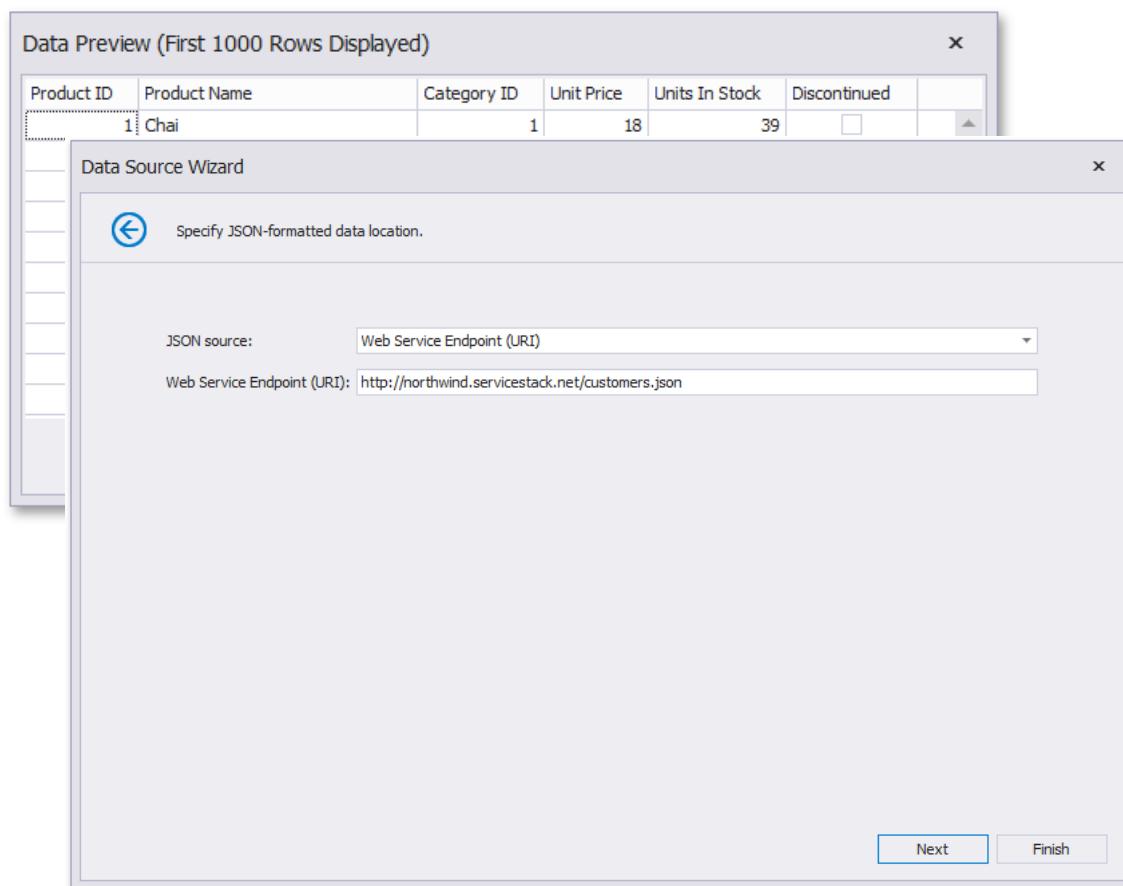 Data Preview (First 1000 Rows Displayed)
Product ID Product Name Category ID Unit Price Units In Stock Discontinued
1 Chai 1 18 39
Data Source Wizard
Specify JSON-formatted data location.
JSON source: Web Service Endpoint (URI)
Web Service Endpoint (URI): http://northwind.servicestack.net/customers.json
Next Finish